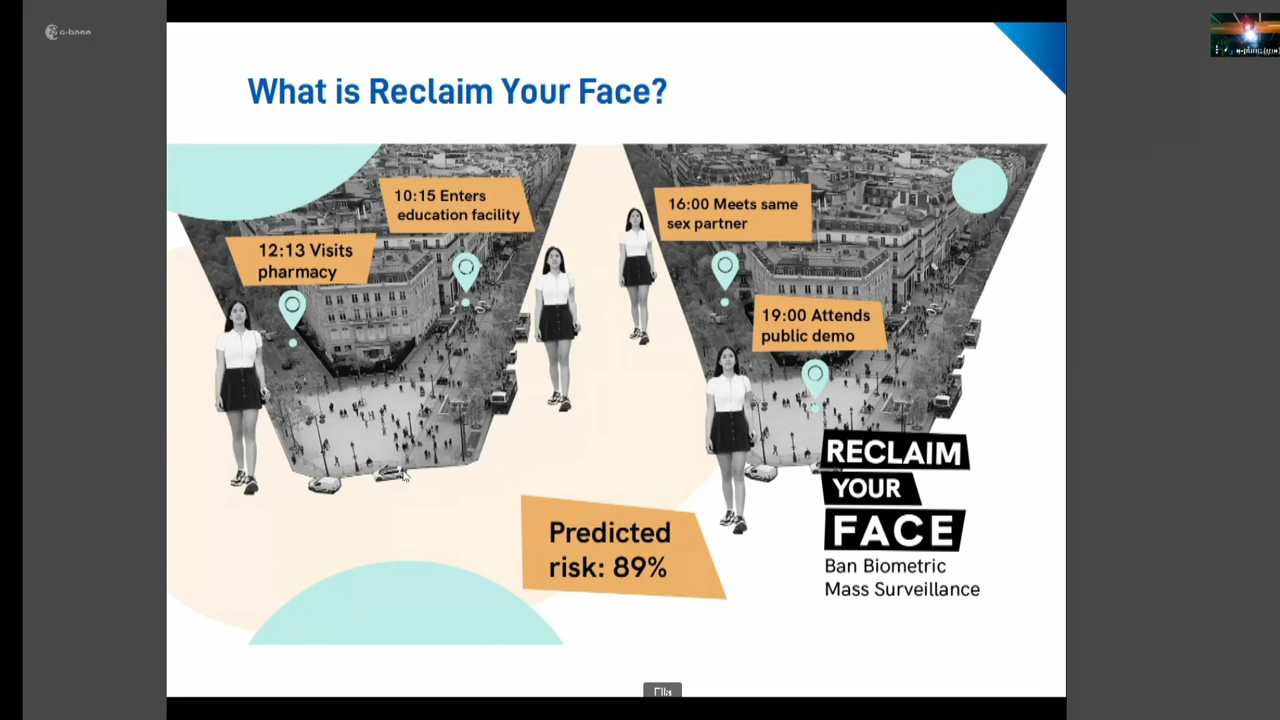 What is Reclaim Your Face?
10:15 Enters
education facility
12:13 Visits
pharmacy
16:00 Meets same
sex partner
19:00 Attends
public demo
RECLAIM
YOUR
FACE
Ban Biometric
Mass Surveillance
Predicted
risk: 89%
Ella